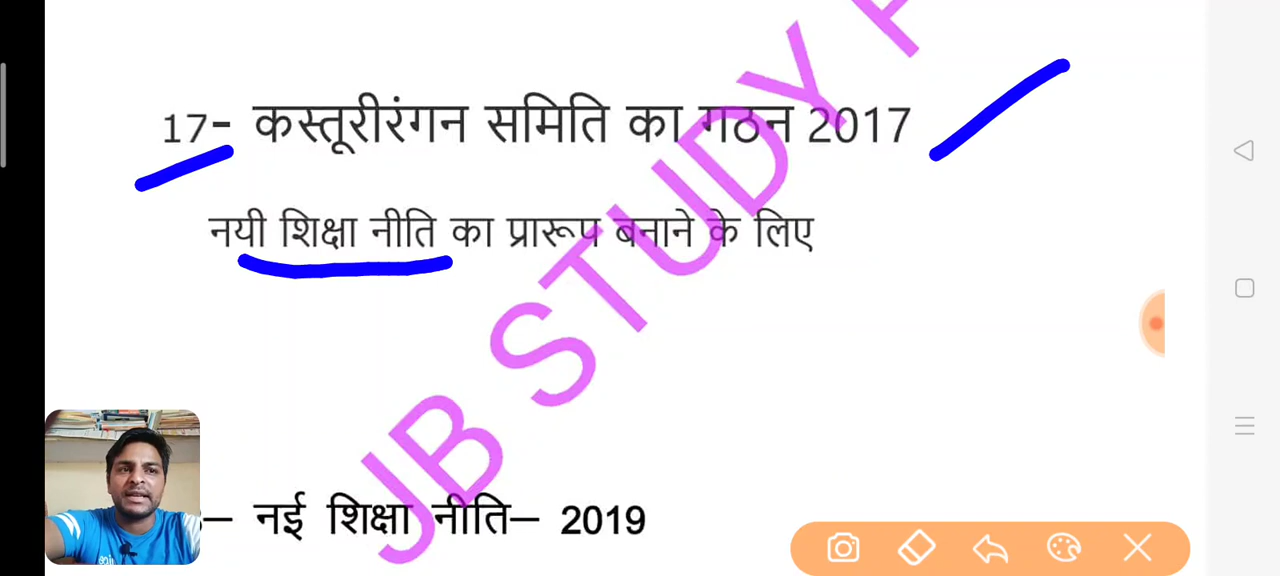 17- कस्तूरीरंगन समिति का गठन 2017
नयी शिक्षा नीति का प्रारूप बनाने के लिए
– नई शिक्षा नीति– 2019
JB STUDY